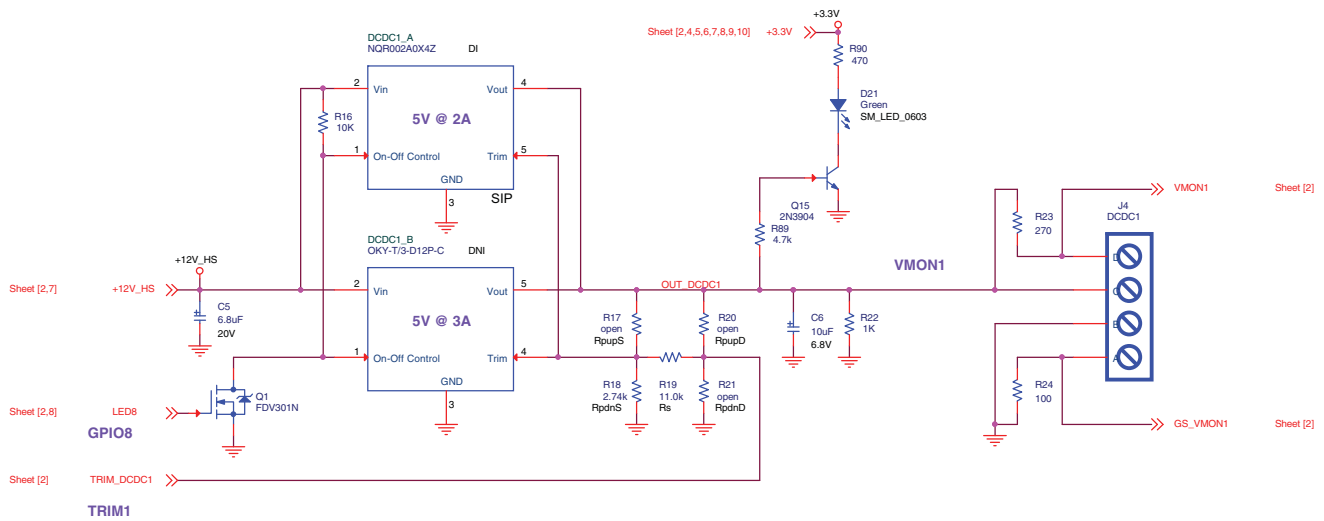 +3.3V
Sheet [2,4,5,6,7,8,9,10] +3.3V
DCDC1_A
NQR002A0X4Z DI
R90
470
2 Vin Vout 4
D21
Green
SM_LED_0603
R16
10K
5V @ 2A
1 On-Off Control Trim 5
GND
3
SIP
Q15
2N3904
R89
4.7k
VMON1 Sheet [2]
J4
DCDC1
R23
270
DCDC1_B
OKY-T/3-D12P-C DNI
VMON1
D
C
B
A
+12V_HS
Sheet [2,7] +12V_HS
2 Vin Vout 5
OUT_DCDC1
C5
6.8uF
20V
5V @ 3A
R17
open
RpupS
R20
open
RpupD
C6
10uF
6.8V
R22
1K
1 On-Off Control Trim 4
GND
3
R18
2.74k
RpdnS
R19
11.0k
Rs
R21
open
RpdnD
R24
100
Q1
FDV301N
Sheet [2,8] LED8
GPIO8
GS_VMON1 Sheet [2]
Sheet [2] TRIM_DCDC1
TRIM1